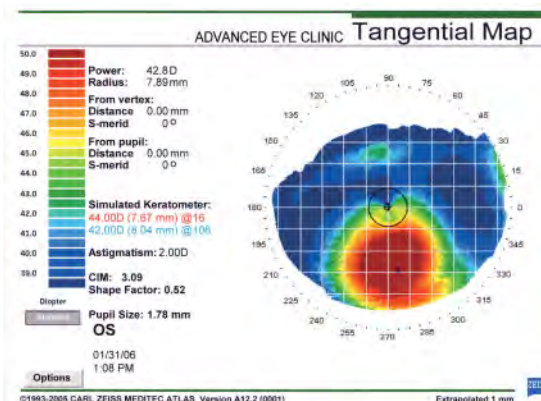 ADVANCED EYE CLINIC Tangential Map
50.0
49.0
48.0
47.0
46.0
45.0
44.0
43.0
42.0
41.0
40.0
39.0
Diopter
Power: 42.8D
Radius: 7.89mm
From vertex:
Distance 0.00mm
S-merid 0°
From pupil:
Distance 0.00mm
S-merid 0°
Simulated Keratometer:
44.00D (7.67 mm) @16
42.00D (8.04 mm) @106
Astigmatism: 2.00D
CIM: 3.09
Shape Factor: 0.52
Pupil Size: 1.78 mm
OS
01/31/06
1:08 PM
Options
90
75
60
45
30
15
0
345
330
315
300
270
255
240
225
210
195
180
165
150
135
120
105
©1993-2005 CARL ZEISS MEDITEC ATLAS Version A12.2 (0001) Extrapolated 1 mm